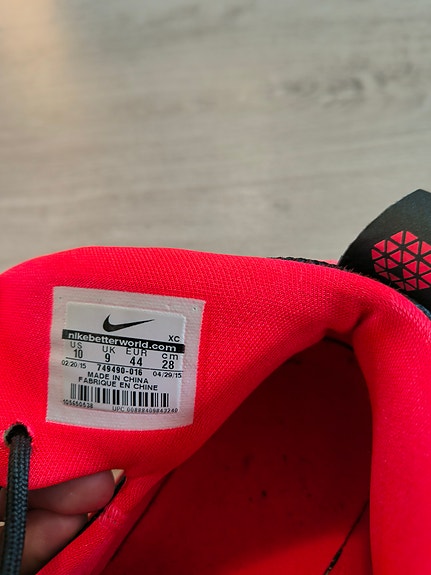 XC
nikebetterworld.com
US UK EUR cm
10 9 44 28
02/20/15 749490-016 04/29/15
MADE IN CHINA
FABRIQUE EN CHINE
UPC